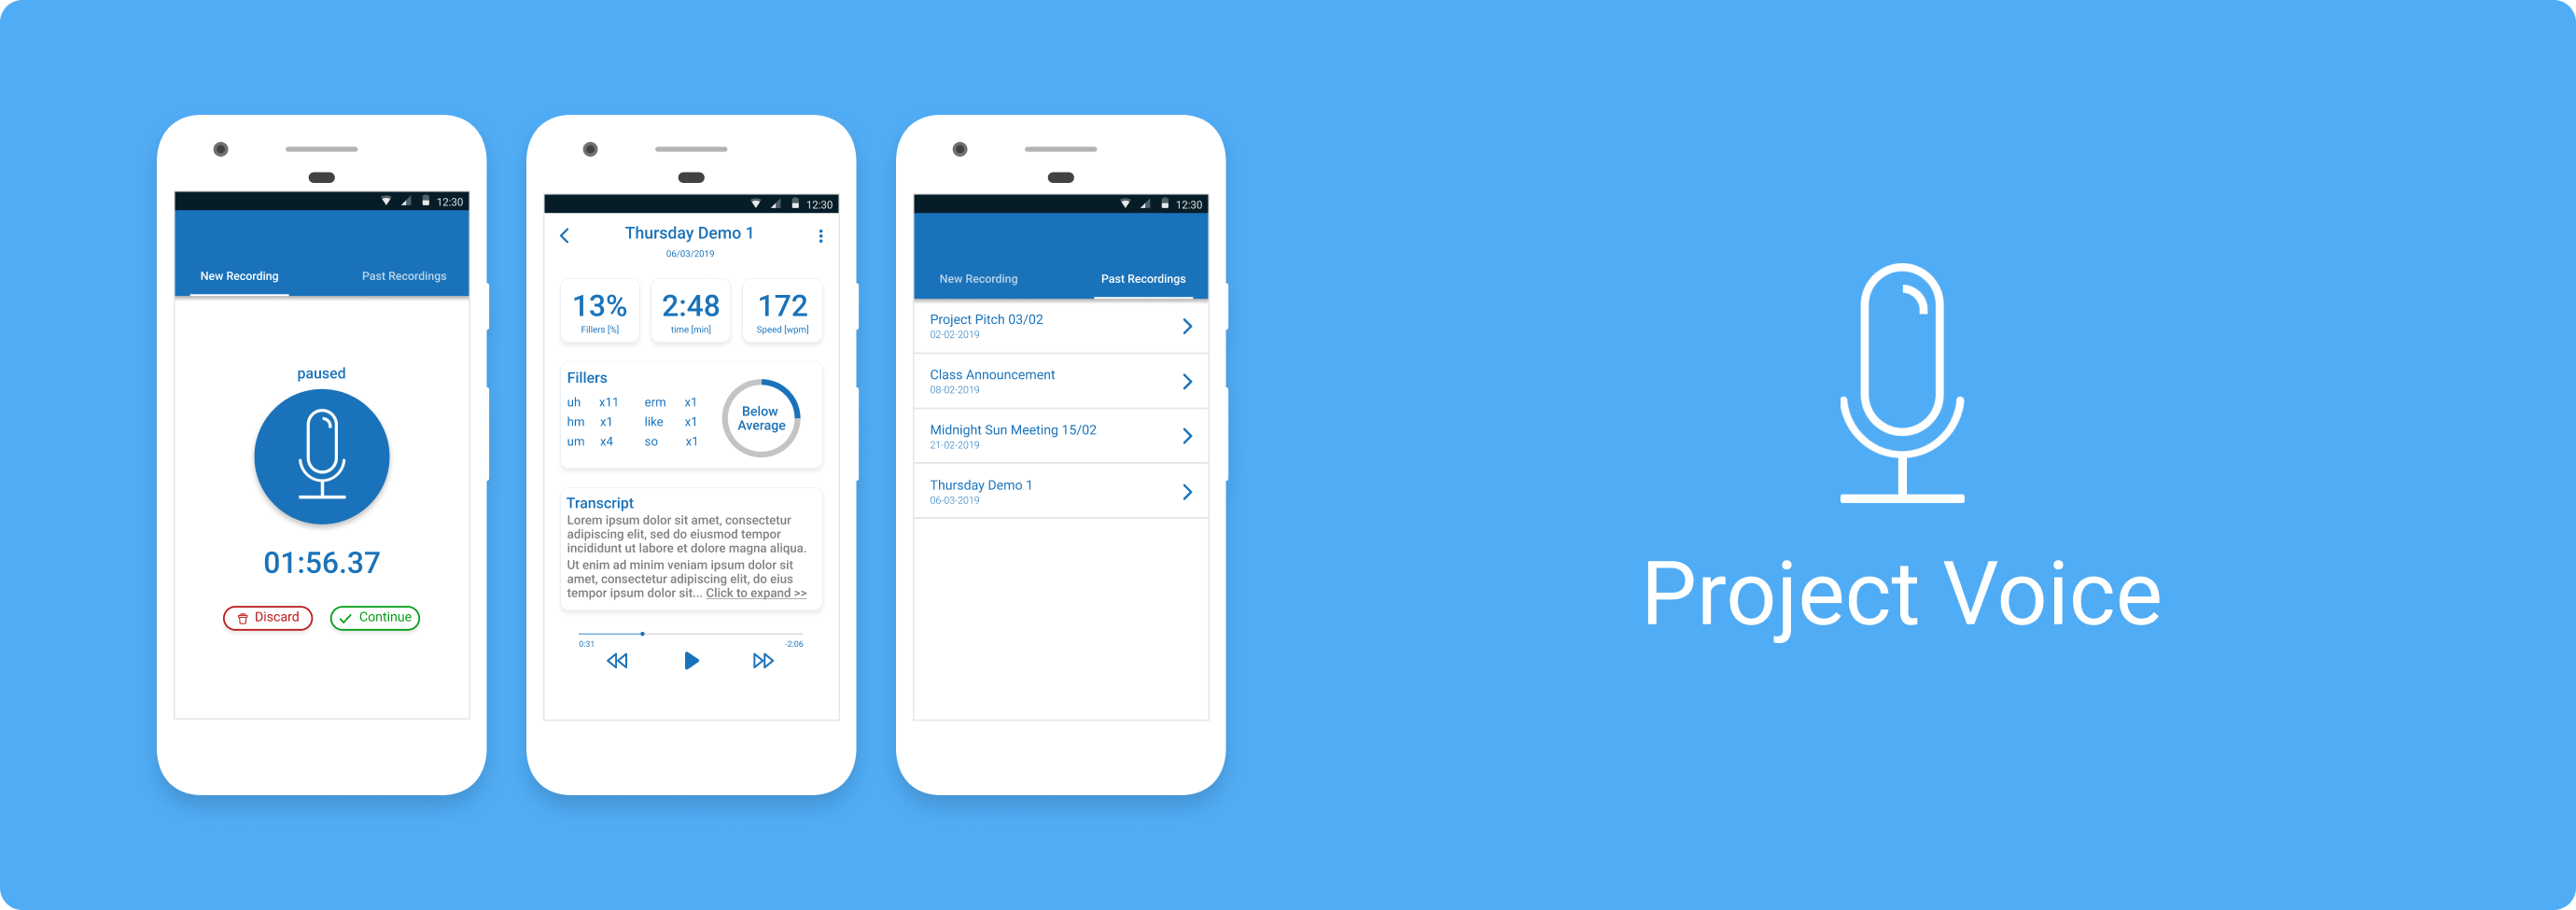 12:30
New Recording Past Recordings
paused
01:56.37
Discard Continue
12:30
Thursday Demo 1
06/03/2019
13% 2:48 172
Fillers [%] time [min] Speed [wpm]
Fillers
uh x11 erm x1
hm x1 like x1
um x4 so x1
Below
Average
Transcript
Lorem ipsum dolor sit amet, consectetur
adipiscing elit, sed do eiusmod tempor
incididunt ut labore et dolore magna aliqua.
Ut enim ad minim veniam ipsum dolor sit
amet, consectetur adipiscing elit, do eius
tempor ipsum dolor sit... Click to expand >>
0:31 -2:06
12:30
New Recording Past Recordings
Project Pitch 03/02
02-02-2019
Class Announcement
08-02-2019
Midnight Sun Meeting 15/02
21-02-2019
Thursday Demo 1
06-03-2019
Project Voice